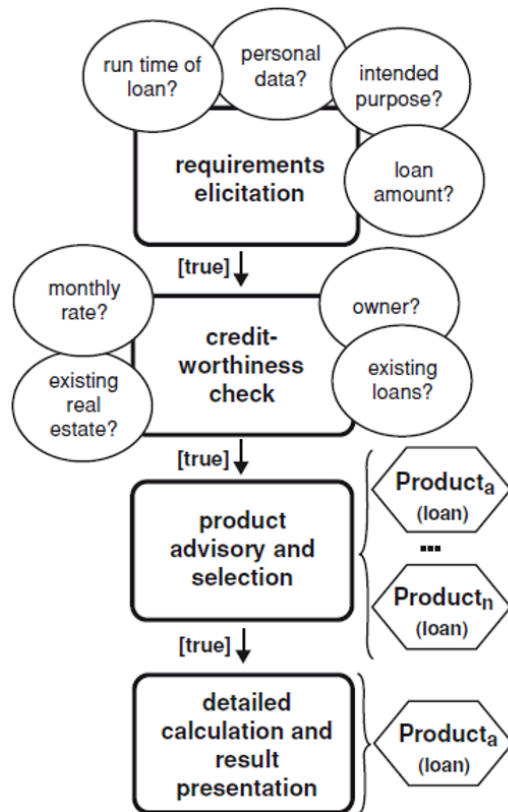 run time of
loan?
personal
data?
intended
purpose?
requirements
elicitation
loan
amount?
[true]
monthly
rate?
owner?
credit-
worthiness
check
existing
real
estate?
existing
loans?
[true]
product
advisory and
selection
Producta
(loan)
...
Productn
(loan)
[true]
detailed
calculation and
result
presentation
Producta
(loan)